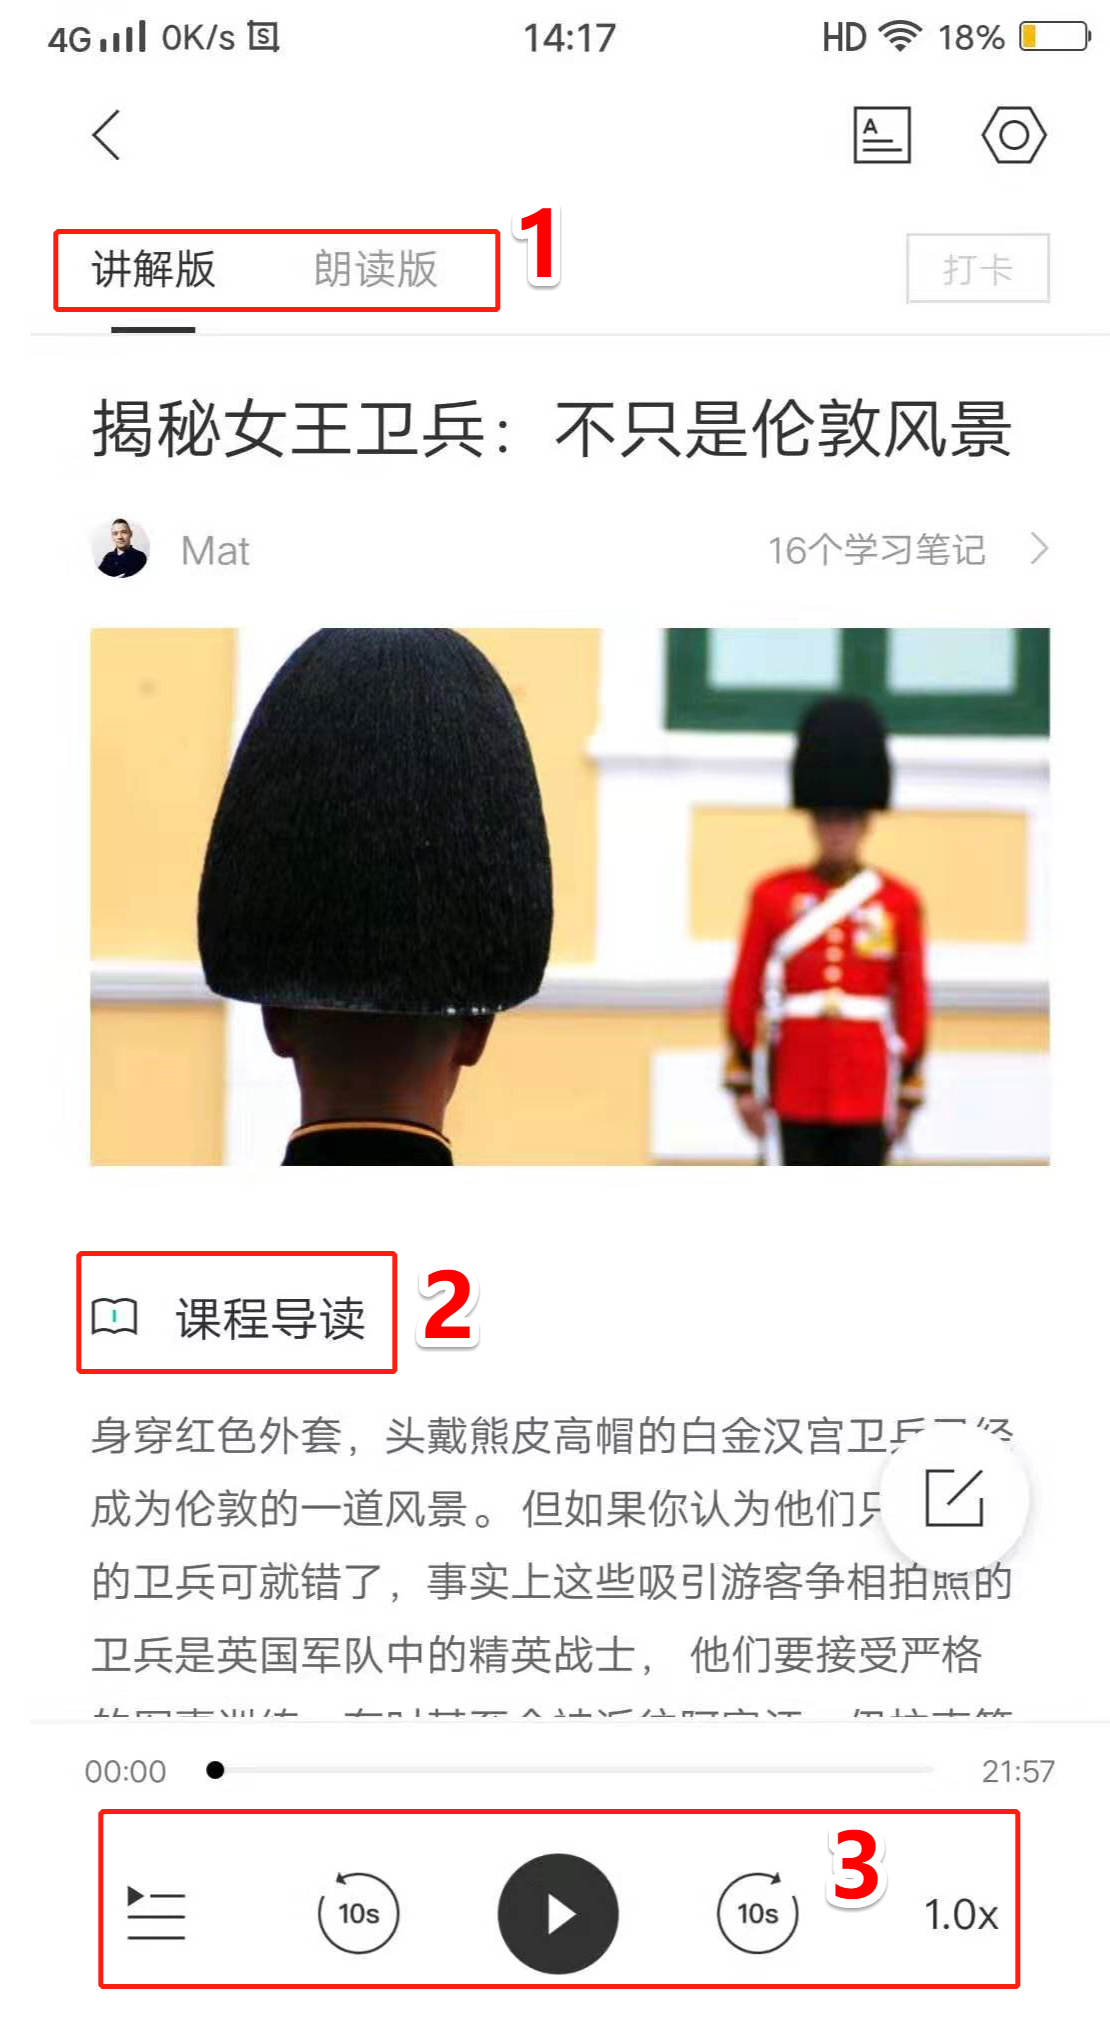 4G 0K/s 14:17 HD 18%
A
讲解版 朗读版 1 打卡
揭秘女王卫兵：不只是伦敦风景
Mat 16个学习笔记
课程导读 2
身穿红色外套，头戴熊皮高帽的白金汉宫卫兵已经
成为伦敦的一道风景。但如果你认为他们只
的卫兵可就错了，事实上这些吸引游客争相拍照的
卫兵是英国军队中的精英战士，他们要接受严格
00:00 21:57
3
10s 10s 1.0x